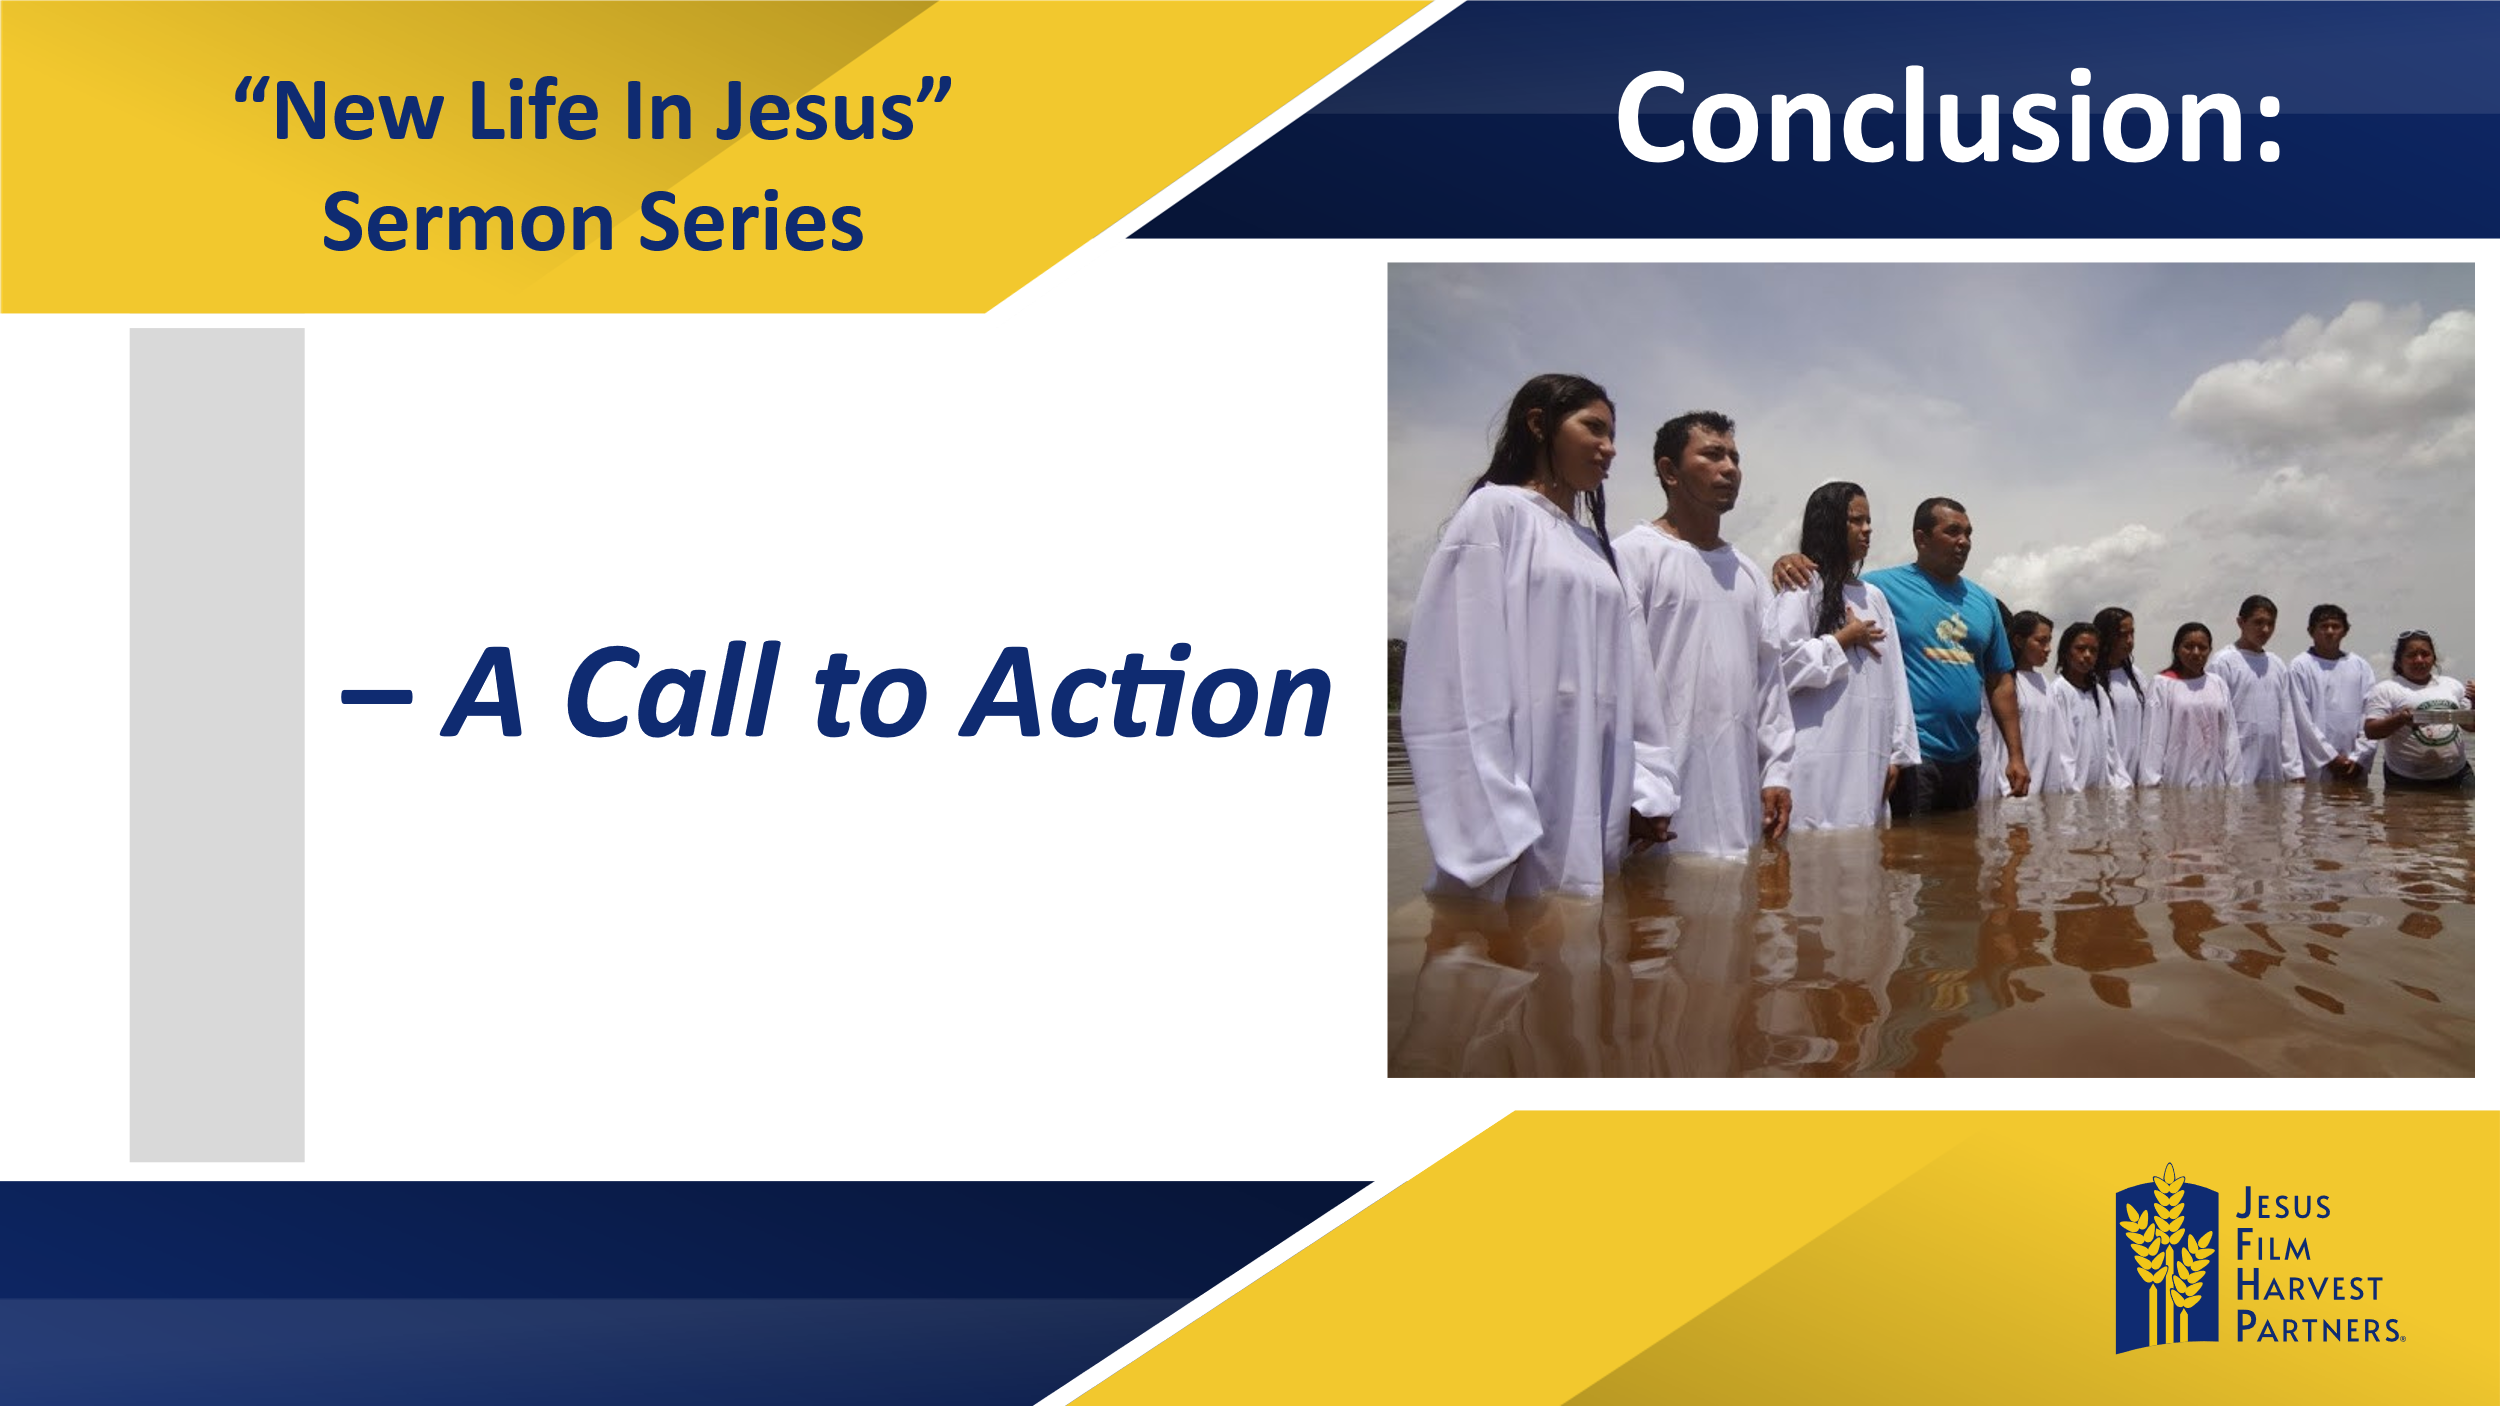 “New Life In Jesus”
Sermon Series
Conclusion:
– A Call to Action
JESUS
FILM
HARVEST
PARTNERS®